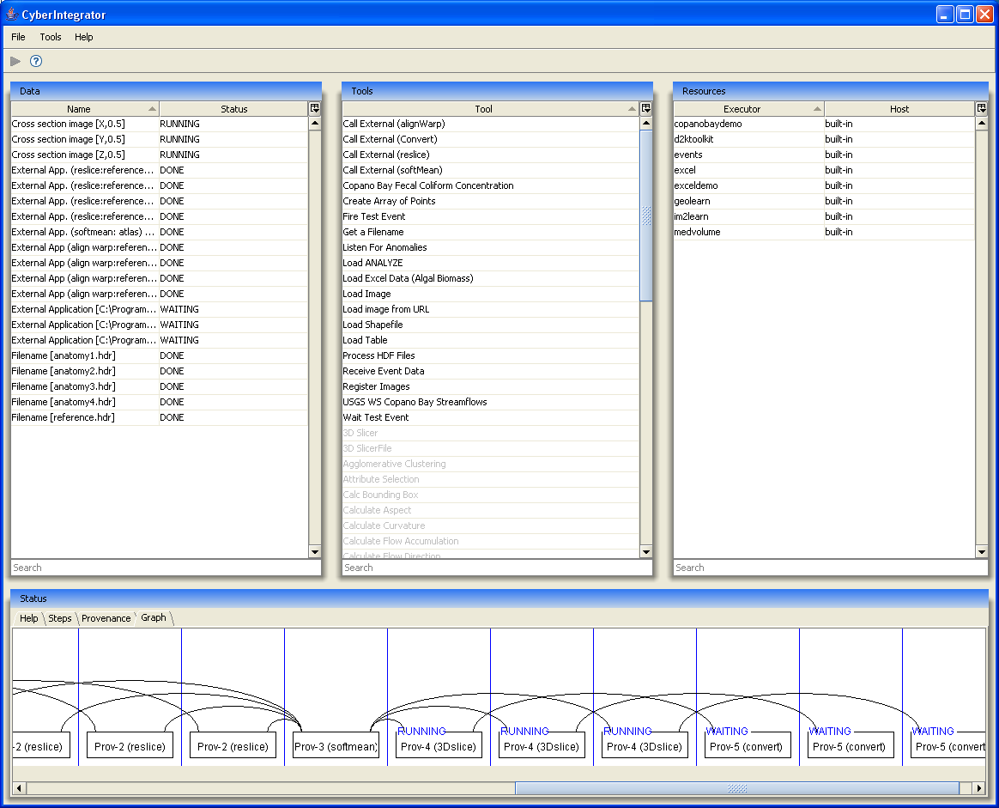 CyberIntegrator
File Tools Help
Data
Name Status
Cross section image [X,0.5] RUNNING
Cross section image [Y,0.5] RUNNING
Cross section image [Z,0.5] RUNNING
External App. (reslice:reference... DONE
External App. (reslice:reference... DONE
External App. (reslice:reference... DONE
External App. (reslice:reference... DONE
External App. (softmean: atlas) ... DONE
External App (align warp:referen... DONE
External App (align warp:referen... DONE
External App (align warp:referen... DONE
External App (align warp:referen... DONE
External Application [C:\Program... WAITING
External Application [C:\Program... WAITING
External Application [C:\Program... WAITING
Filename [anatomy1.hdr] DONE
Filename [anatomy2.hdr] DONE
Filename [anatomy3.hdr] DONE
Filename [anatomy4.hdr] DONE
Filename [reference.hdr] DONE
Search
Tools
Tool
Call External (alignWarp)
Call External (Convert)
Call External (reslice)
Call External (softMean)
Copano Bay Fecal Coliform Concentration
Create Array of Points
Fire Test Event
Get a Filename
Listen For Anomalies
Load ANALYZE
Load Excel Data (Algal Biomass)
Load Image
Load image from URL
Load Shapefile
Load Table
Process HDF Files
Receive Event Data
Register Images
USGS WS Copano Bay Streamflows
Wait Test Event
3D Slicer
3D SlicerFile
Agglomerative Clustering
Attribute Selection
Calc Bounding Box
Calculate Aspect
Calculate Curvature
Calculate Flow Accumulation
Calculate Flow Direction
Search
Resources
Executor Host
copanobaydemo built-in
d2ktoolkit built-in
events built-in
excel built-in
exceldemo built-in
geolearn built-in
im2learn built-in
medvolume built-in
Search
Status
Help Steps Provenance Graph
RUNNING RUNNING RUNNING WAITING WAITING WAITING
-2 (reslice) Prov-2 (reslice) Prov-2 (reslice) Prov-3 (softmean) Prov-4 (3Dslice) Prov-4 (3Dslice) Prov-4 (3Dslice) Prov-5 (convert) Prov-5 (convert) Prov-5 (convert